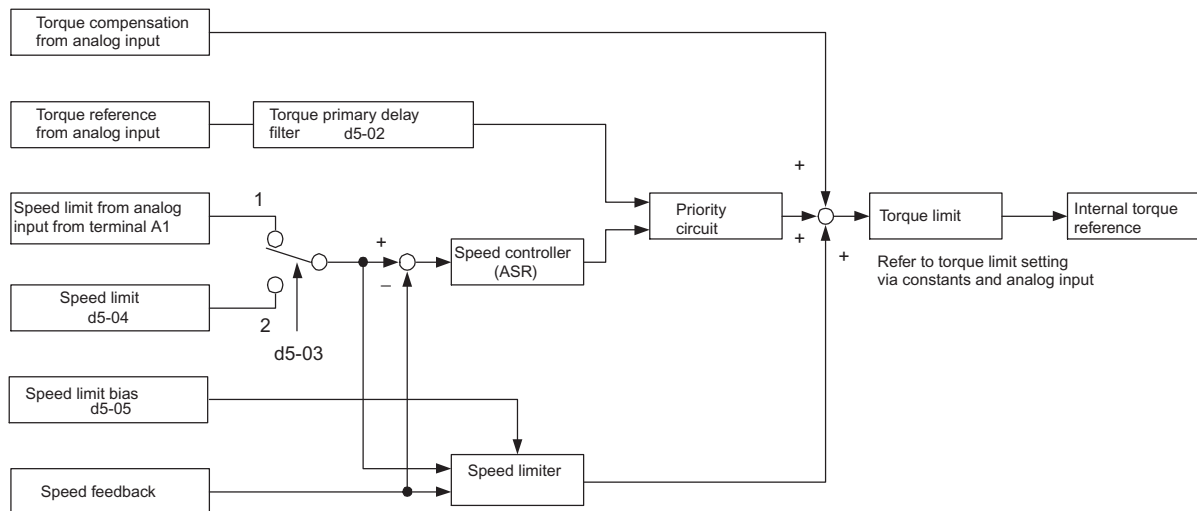 Torque compensation
from analog input
Torque reference
from analog input
Torque primary delay
filter d5-02
Speed limit from analog
input from terminal A1
1
Speed limit
d5-04
2
d5-03
+
−
Speed controller
(ASR)
Priority
circuit
+
+
+
Torque limit
Internal torque
reference
Refer to torque limit setting
via constants and analog input
Speed limit bias
d5-05
Speed feedback
Speed limiter